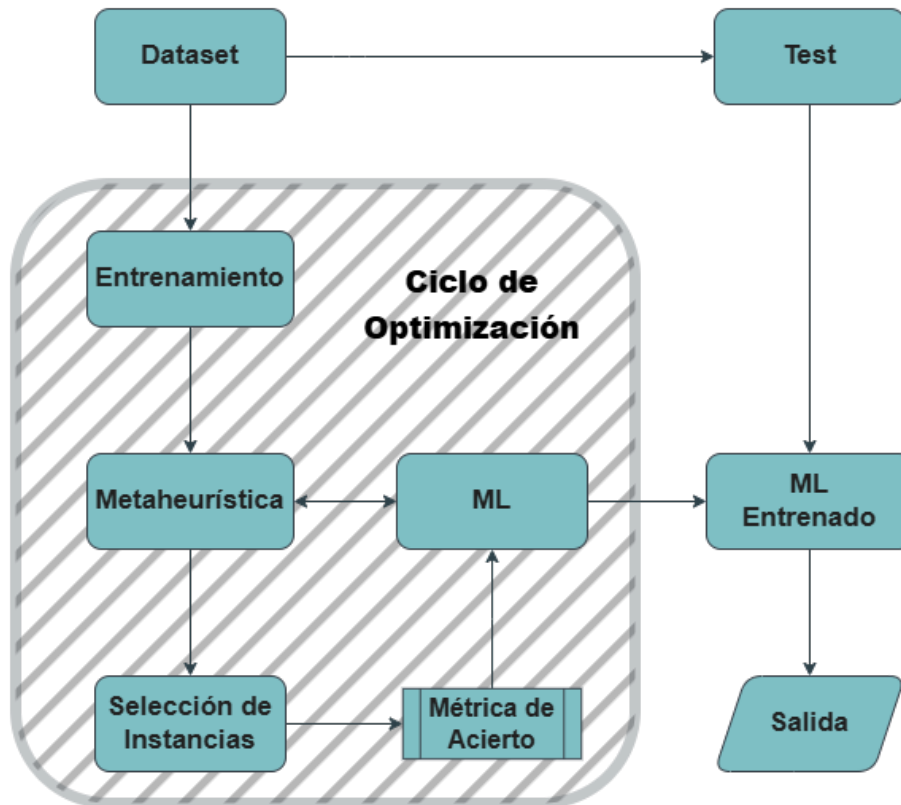 Dataset
Test
Entrenamiento
Ciclo de
Optimización
Metaheurística
ML
ML
Entrenado
Selección de
Instancias
Métrica de
Acierto
Salida